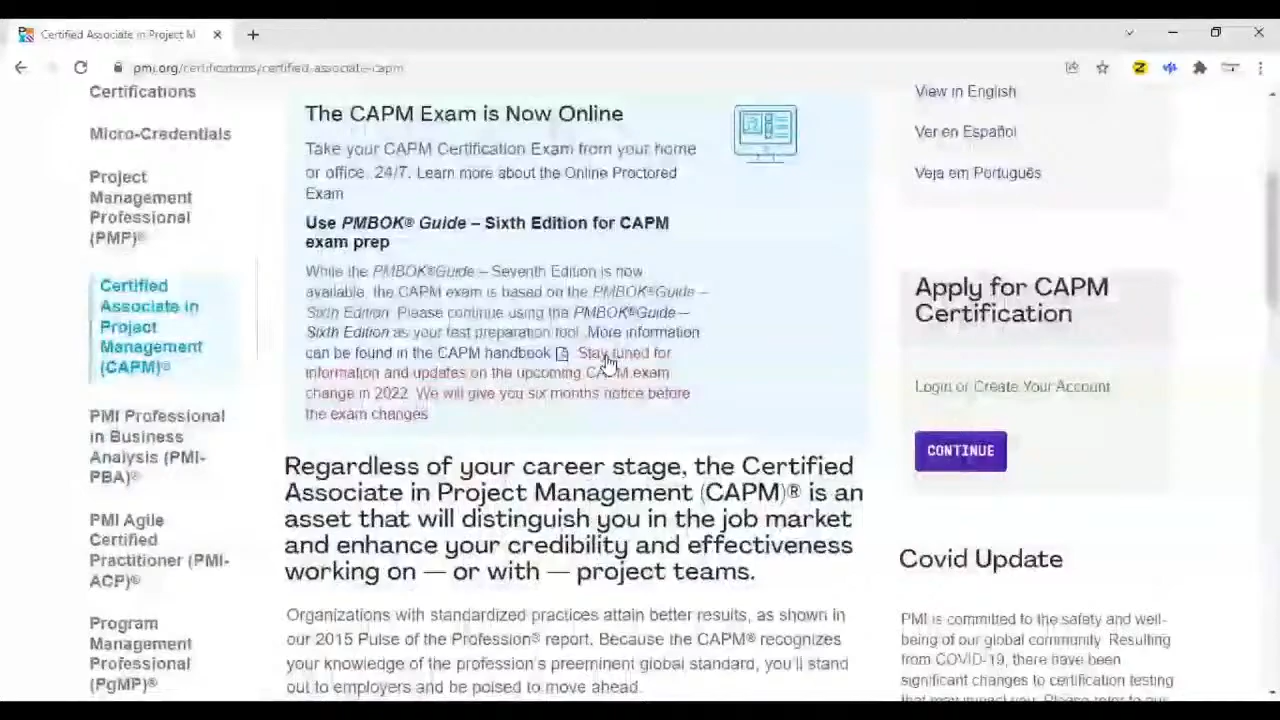 Certified Associate in Project M
pmi.org/certifications/certified-associate-capm
Certifications
Micro-Credentials
Project
Management
Professional
(PMP)®
Certified
Associate in
Project
Management
(CAPM)®
PMI Professional
in Business
Analysis (PMI-
PBA)®
PMI Agile
Certified
Practitioner (PMI-
ACP)®
Program
Management
Professional
(PgMP)®
The CAPM Exam is Now Online
Take your CAPM Certification Exam from your home
or office, 24/7. Learn more about the Online Proctored
Exam
Use PMBOK® Guide – Sixth Edition for CAPM
exam prep
While the PMBOK®Guide – Seventh Edition is now
available, the CAPM exam is based on the PMBOK®Guide –
Sixth Edition. Please continue using the PMBOK®Guide –
Sixth Edition as your test preparation tool. More information
can be found in the CAPM handbook Stay tuned for
information and updates on the upcoming CAPM exam
change in 2022. We will give you six months notice before
the exam changes.
Regardless of your career stage, the Certified
Associate in Project Management (CAPM)® is an
asset that will distinguish you in the job market
and enhance your credibility and effectiveness
working on — or with — project teams.
Organizations with standardized practices attain better results, as shown in
our 2015 Pulse of the Profession® report. Because the CAPM® recognizes
your knowledge of the profession's preeminent global standard, you'll stand
out to employers and be poised to move ahead.
View in English
Ver en Español
Veja em Português
Apply for CAPM
Certification
Login or Create Your Account
CONTINUE
Covid Update
PMI is committed to the safety and well-
being of our global community. Resulting
from COVID-19, there have been
significant changes to certification testing
that may impact you. Please refer to our